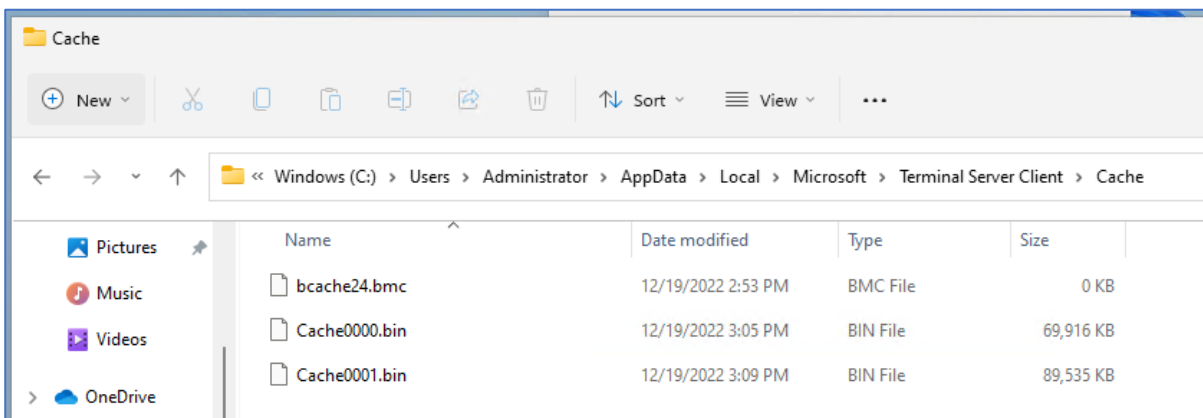 Cache
New Sort View ...
« Windows (C:) > Users > Administrator > AppData > Local > Microsoft > Terminal Server Client > Cache
Pictures
Music
Videos
OneDrive
Name Date modified Type Size
bcache24.bmc 12/19/2022 2:53 PM BMC File 0 KB
Cache0000.bin 12/19/2022 3:05 PM BIN File 69,916 KB
Cache0001.bin 12/19/2022 3:09 PM BIN File 89,535 KB